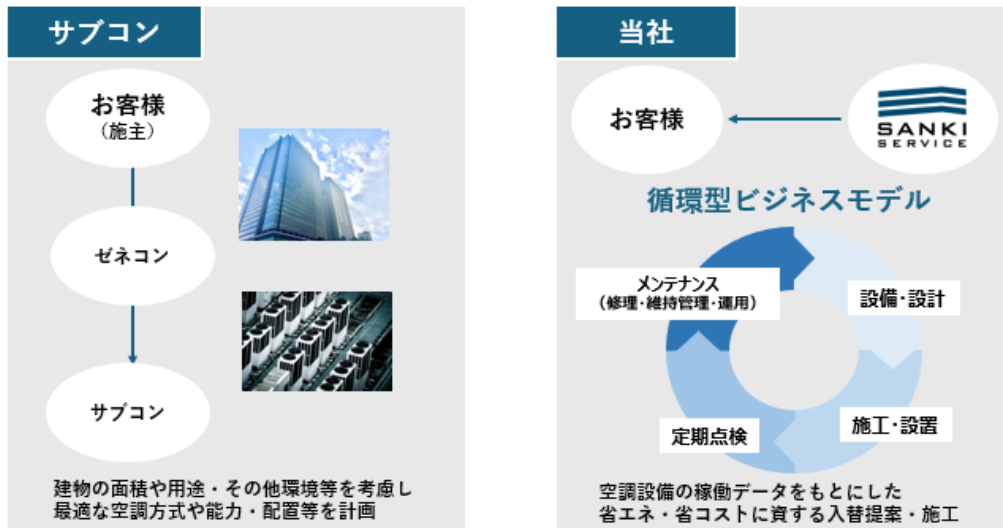 サブコン
お客様
（施主）
ゼネコン
サブコン
建物の面積や用途・その他環境等を考慮し
最適な空調方式や能力・配置等を計画
当社
お客様
SANKI
SERVICE
循環型ビジネスモデル
メンテナンス
（修理・維持管理・運用）
設備・設計
定期点検
施工・設置
空調設備の稼働データをもとにした
省エネ・省コストに資する入替提案・施工